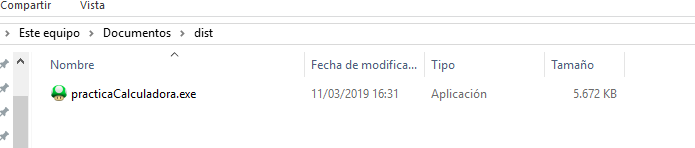 Compartir Vista
Este equipo > Documentos > dist
Nombre Fecha de modifica... Tipo Tamaño
practicaCalculadora.exe 11/03/2019 16:31 Aplicación 5.672 KB